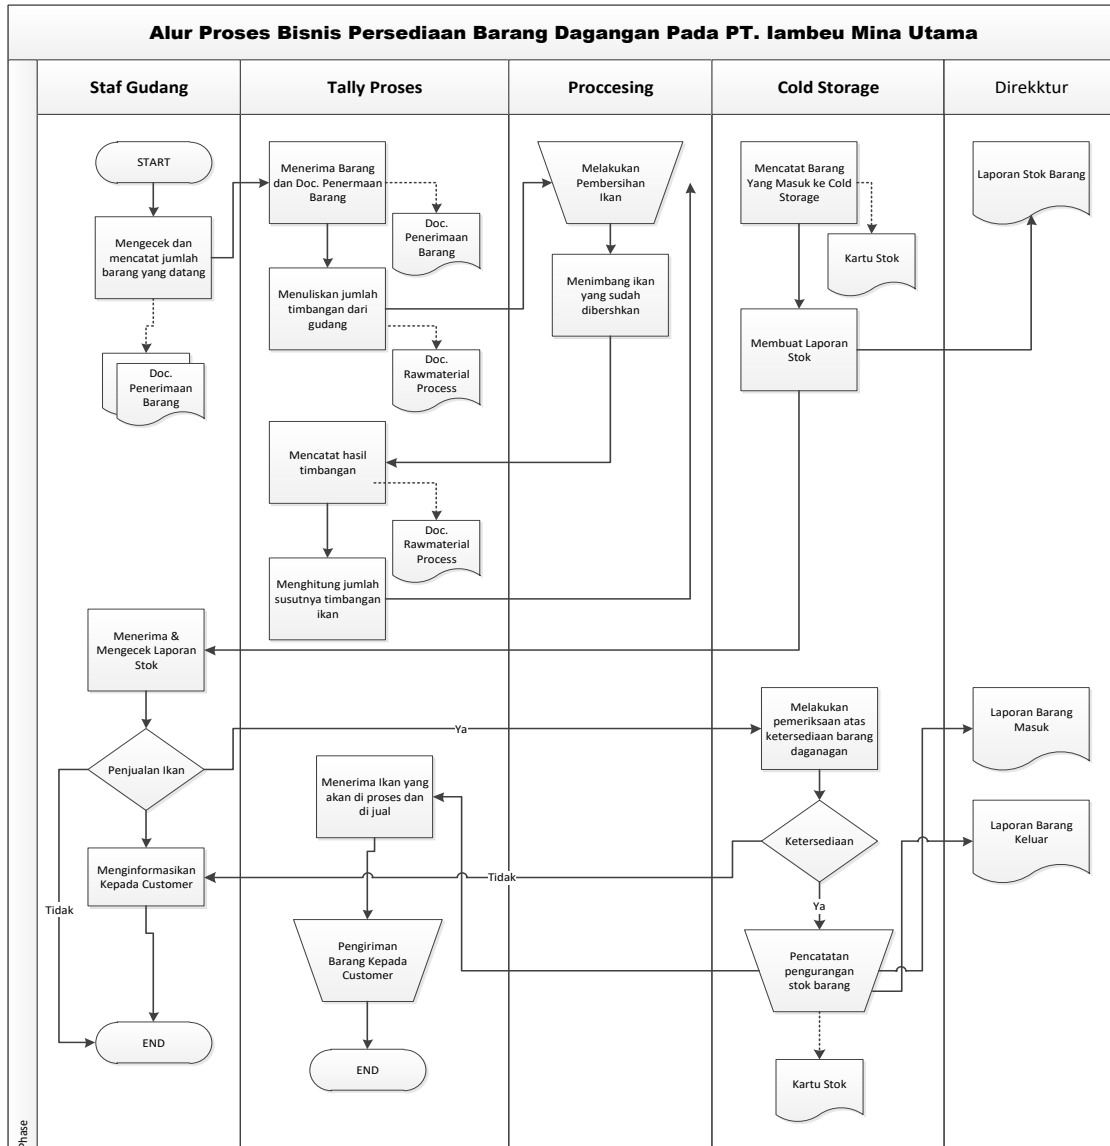 Alur Proses Bisnis Persediaan Barang Dagangan Pada PT. Iambeu Mina Utama
Staf Gudang
Tally Proses
Proccesing
Cold Storage
Direkktur
START
Mengecek dan
mencatat jumlah
barang yang datang
Doc.
Penerimaan
Barang
Menerima &
Mengecek Laporan
Stok
Penjualan Ikan
Menginformasikan
Kepada Customer
Tidak
END
Menerima Barang
dan Doc. Penermaan
Barang
Doc.
Penerimaan
Barang
Menuliskan jumlah
timbangan dari
gudang
Doc.
Rawmaterial
Process
Mencatat hasil
timbangan
Doc.
Rawmaterial
Process
Menghitung jumlah
susutnya timbangan
ikan
Ya
Menerima Ikan yang
akan di proses dan
di jual
Tidak
Pengiriman
Barang Kepada
Customer
END
Melakukan
Pembersihan
Ikan
Menimbang ikan
yang sudah
dibershkan
Mencatat Barang
Yang Masuk ke Cold
Storage
Kartu Stok
Membuat Laporan
Stok
Melakukan
pemeriksaan atas
ketersediaan barang
daganagan
Ketersediaan
Ya
Pencatatan
pengurangan
stok barang
Kartu Stok
Laporan Stok Barang
Laporan Barang
Masuk
Laporan Barang
Keluar
Phase